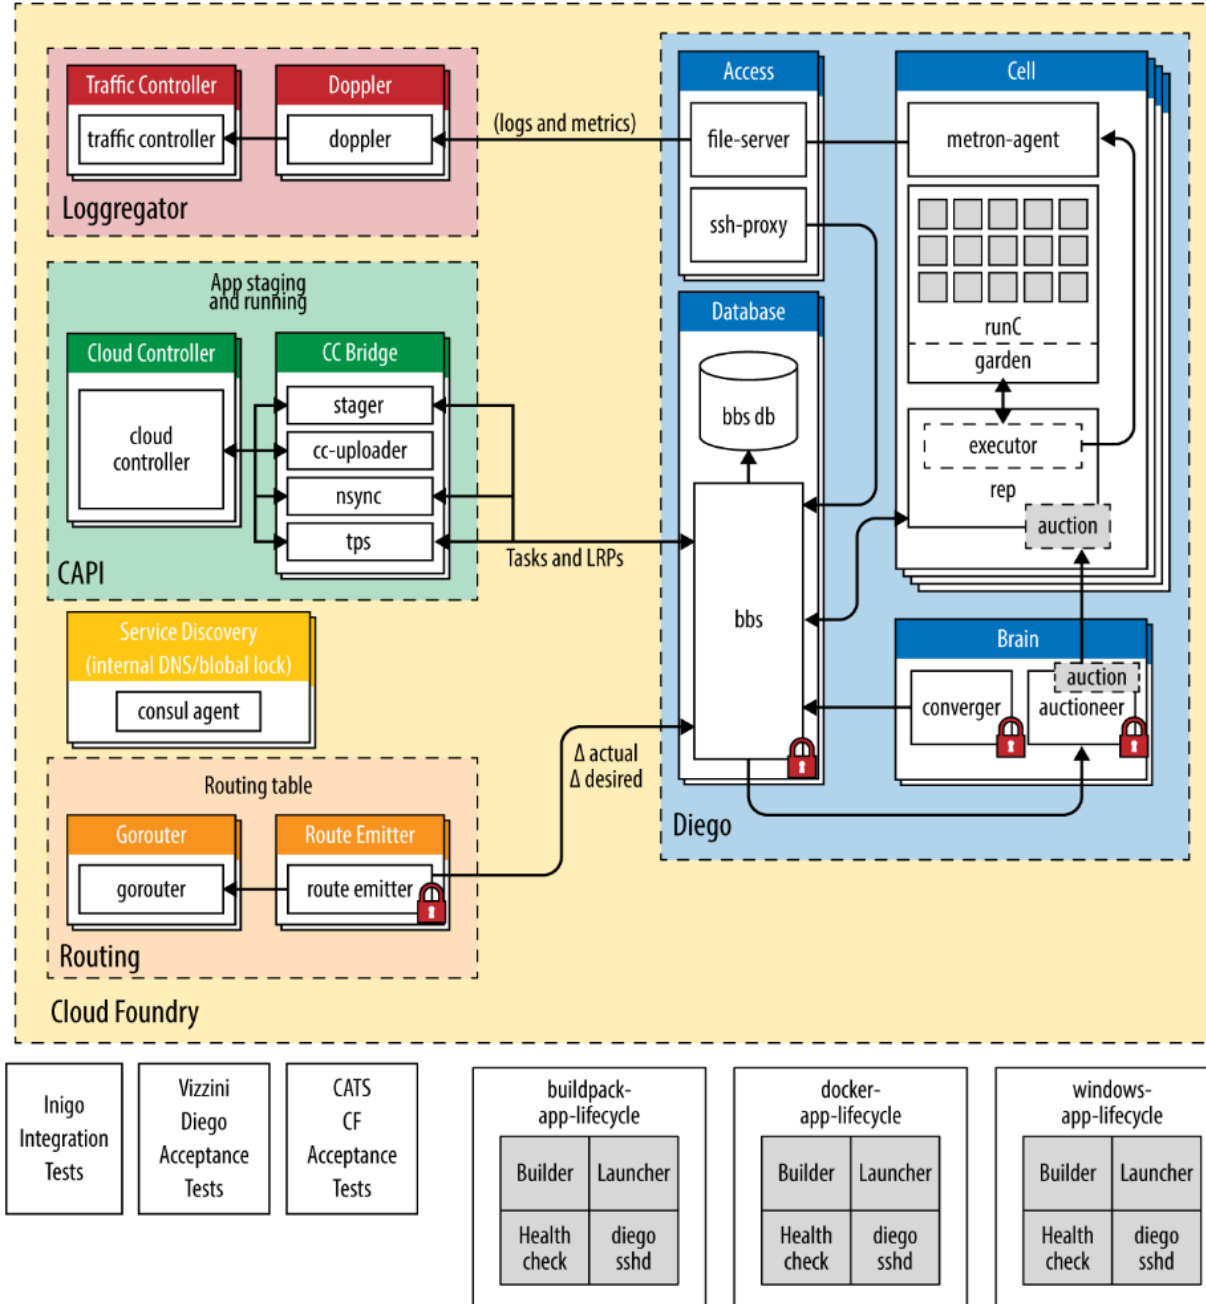 Traffic Controller
traffic controller
Doppler
doppler
Loggregator
(logs and metrics)
App staging
and running
Cloud Controller
cloud
controller
CC Bridge
stager
cc-uploader
nsync
tps
CAPI
Tasks and LRPs
Service Discovery
(internal DNS/blobal lock)
consul agent
Routing table
Gorouter
gorouter
Route Emitter
route emitter
Routing
Δ actual
Δ desired
Cloud Foundry
Access
file-server
ssh-proxy
Database
bbs db
bbs
Cell
metron-agent
runC
garden
executor
rep
auction
Brain
converger
auction
auctioneer
Diego
Inigo
Integration
Tests
Vizzini
Diego
Acceptance
Tests
CATS
CF
Acceptance
Tests
buildpack-
app-lifecycle
Builder
Launcher
Health
check
diego
sshd
docker-
app-lifecycle
Builder
Launcher
Health
check
diego
sshd
windows-
app-lifecycle
Builder
Launcher
Health
check
diego
sshd